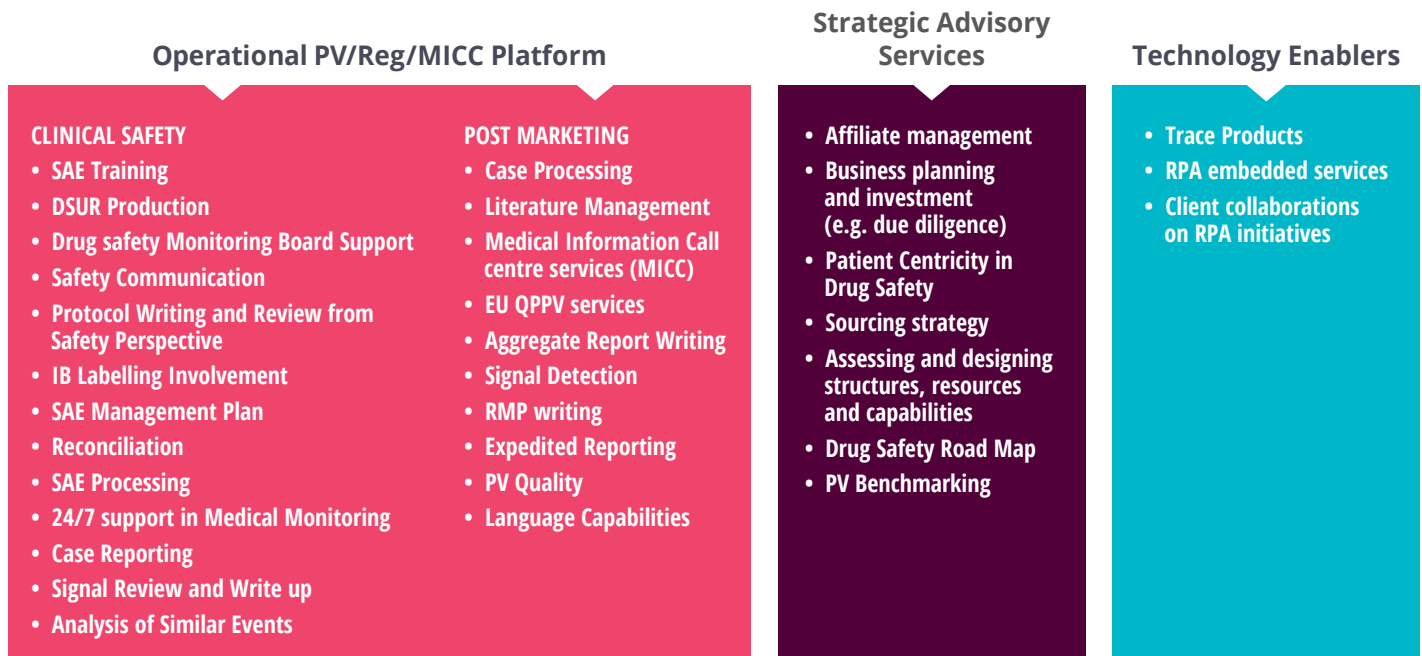 Operational PV/Reg/MICC Platform
CLINICAL SAFETY
• SAE Training
• DSUR Production
• Drug safety Monitoring Board Support
• Safety Communication
• Protocol Writing and Review from
Safety Perspective
• IB Labelling Involvement
• SAE Management Plan
• Reconciliation
• SAE Processing
• 24/7 support in Medical Monitoring
• Case Reporting
• Signal Review and Write up
• Analysis of Similar Events
POST MARKETING
• Case Processing
• Literature Management
• Medical Information Call
centre services (MICC)
• EU QPPV services
• Aggregate Report Writing
• Signal Detection
• RMP writing
• Expedited Reporting
• PV Quality
• Language Capabilities
Strategic Advisory
Services
• Affiliate management
• Business planning
and investment
(e.g. due diligence)
• Patient Centricity in
Drug Safety
• Sourcing strategy
• Assessing and designing
structures, resources
and capabilities
• Drug Safety Road Map
• PV Benchmarking
Technology Enablers
• Trace Products
• RPA embedded services
• Client collaborations
on RPA initiatives